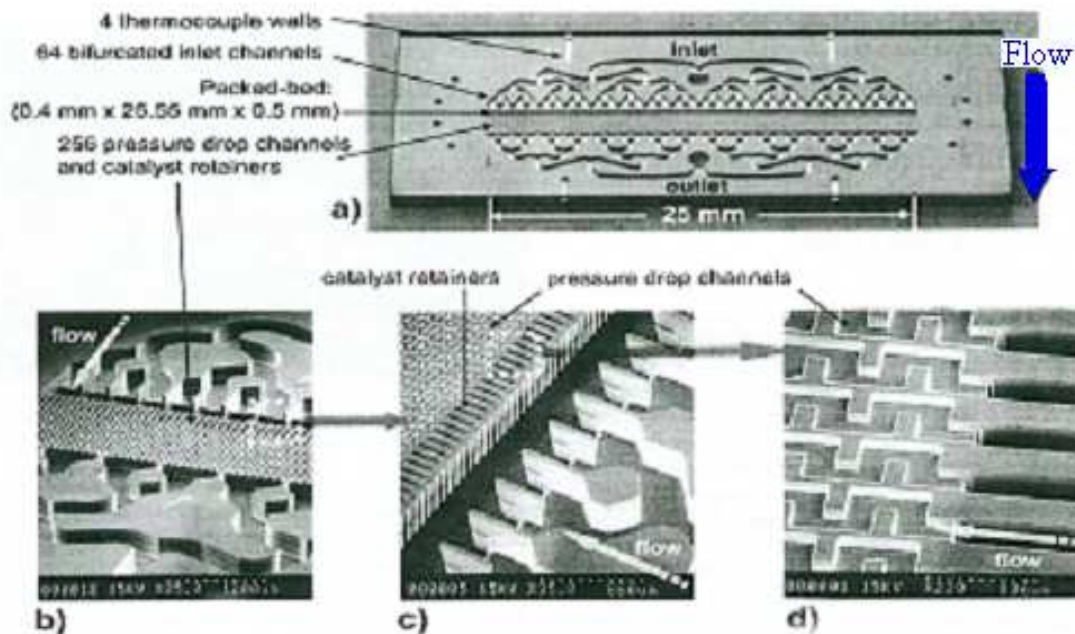 4 thermocouple walls
64 bifurcated inlet channels
Packed-bed:
(0.4 mm x 25.55 mm x 0.5 mm)
256 pressure drop channels
and catalyst retainers
Inlet
outlet
Flow
a)
25 mm
catalyst retainers
pressure drop channels
flow
flow
flow
b)
c)
d)